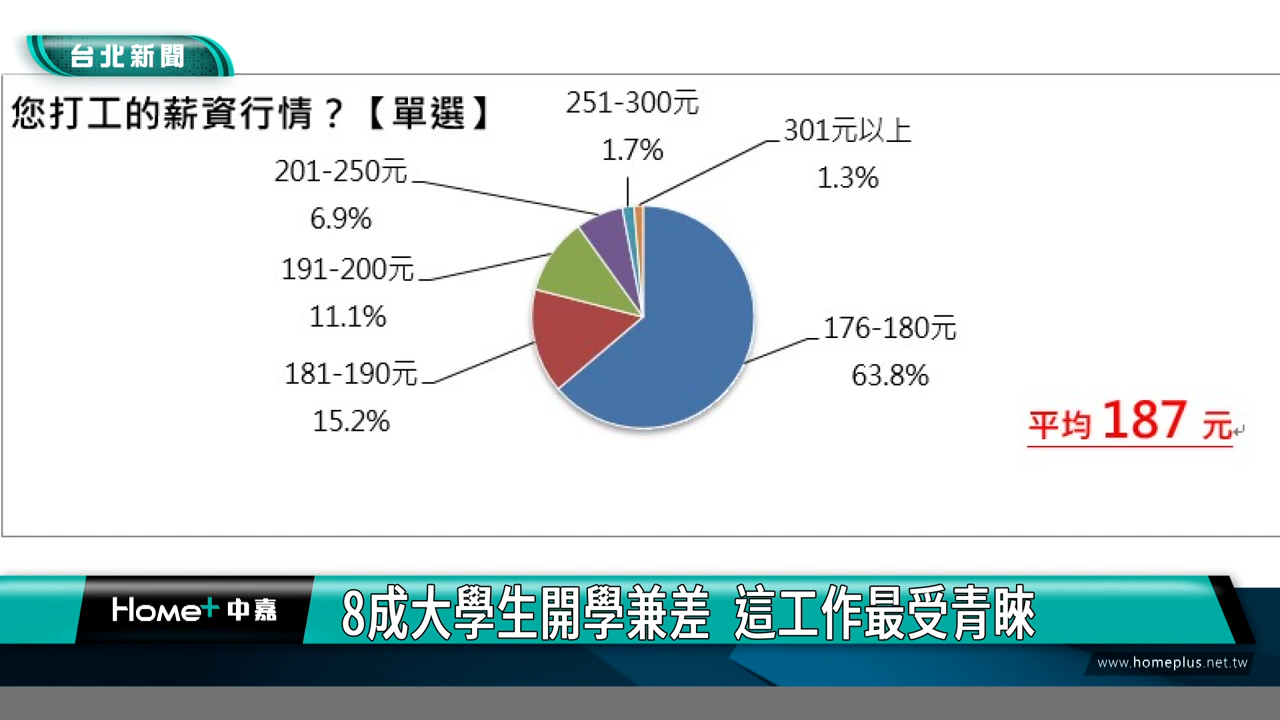 台北新聞
您打工的薪資行情？【單選】
251-300元
1.7%
301元以上
1.3%
201-250元
6.9%
191-200元
11.1%
176-180元
63.8%
181-190元
15.2%
平均 187 元
Home+ 中嘉
8成大學生開學兼差 這工作最受青睞
www.homeplus.net.tw